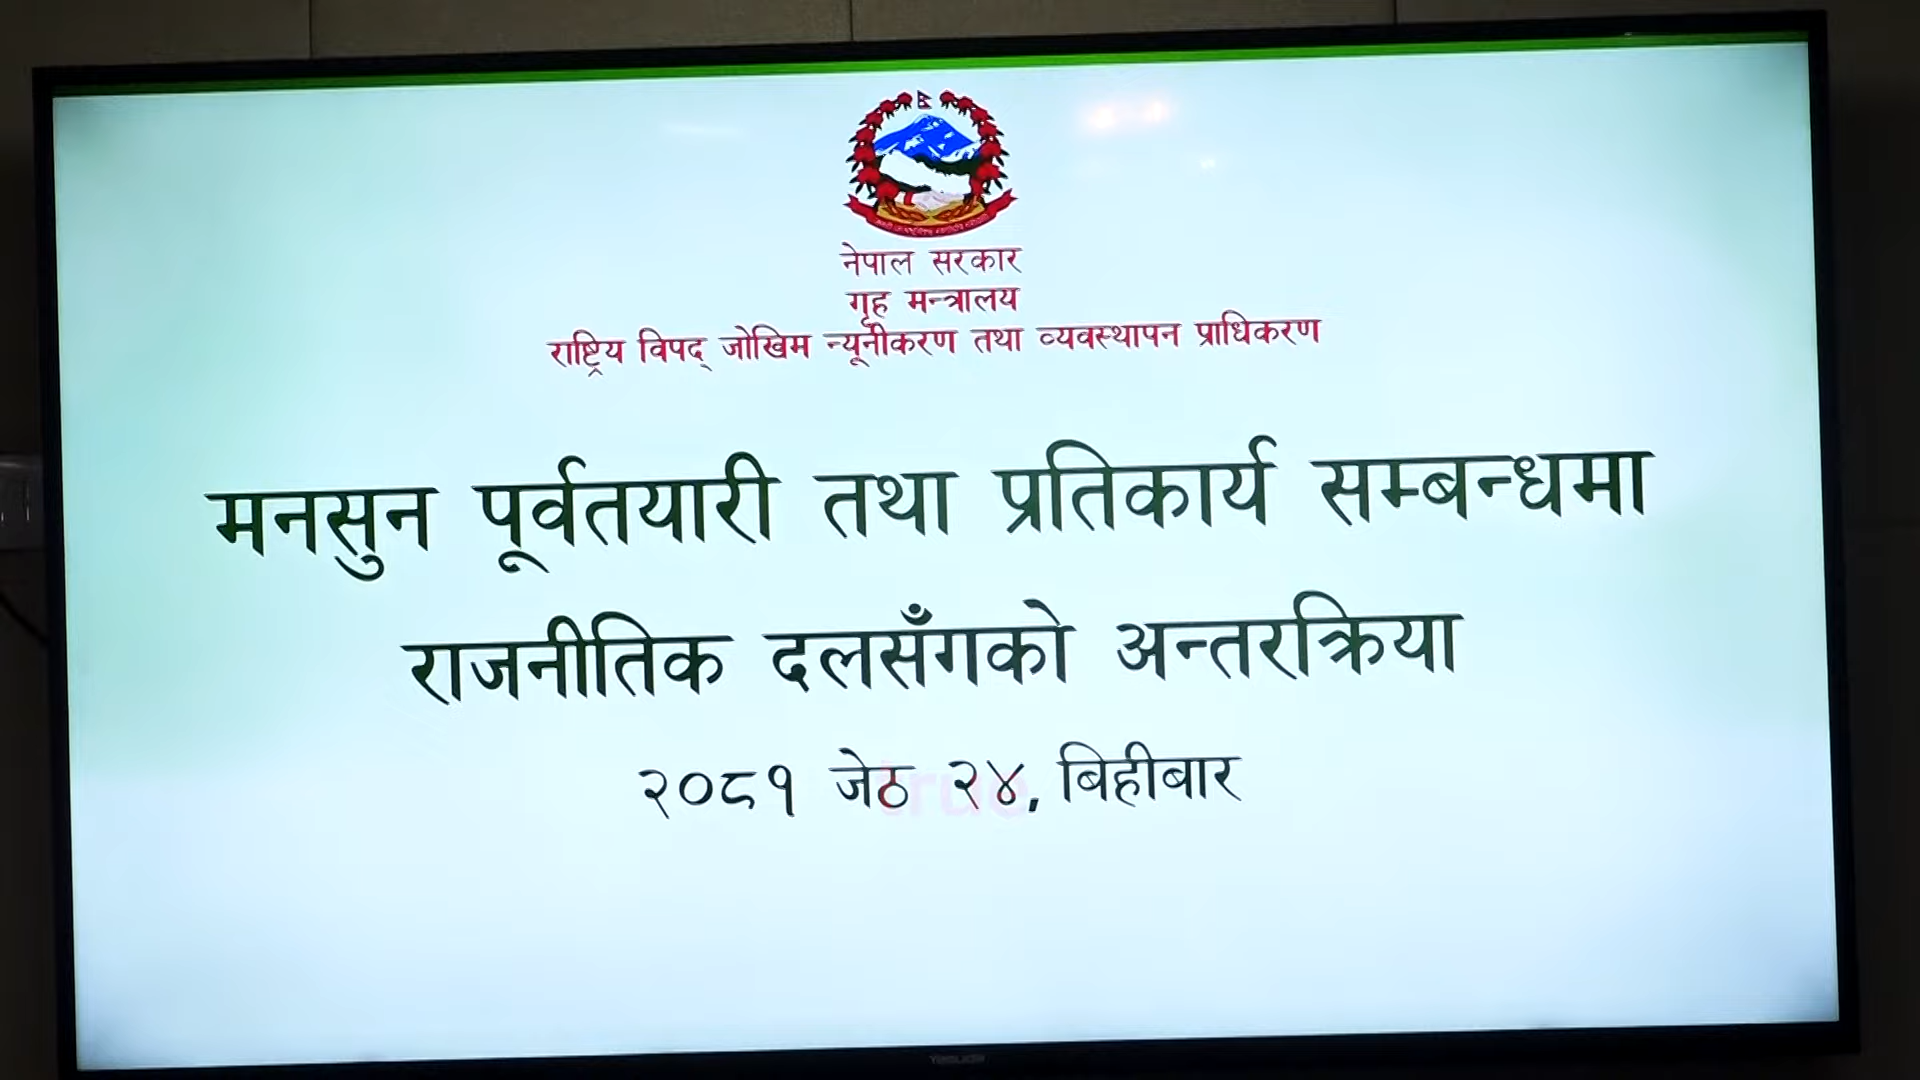 नेपाल सरकार
गृह मन्त्रालय
राष्ट्रिय विपद् जोखिम न्यूनीकरण तथा व्यवस्थापन प्राधिकरण
मनसुन पूर्वतयारी तथा प्रतिकार्य सम्बन्धमा
राजनीतिक दलसँगको अन्तरक्रिया
२०८१ जेठ २४, बिहीबार
true